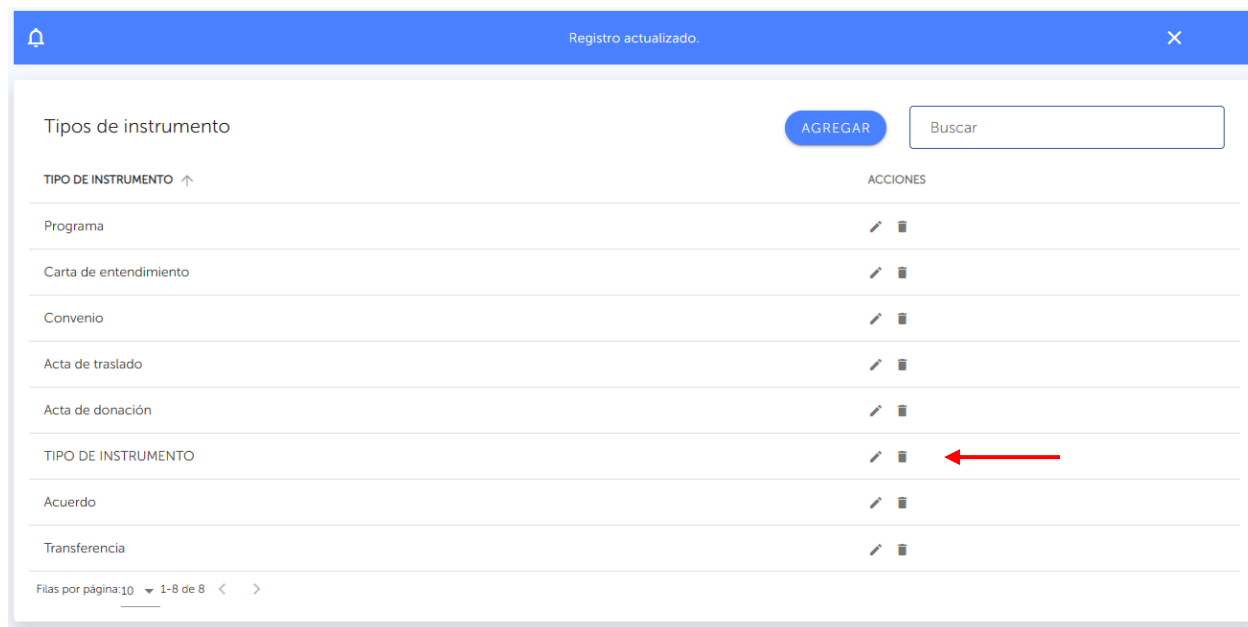 Registro actualizado.
Tipos de instrumento
AGREGAR
Buscar
TIPO DE INSTRUMENTO
ACCIONES
Programa
Carta de entendimiento
Convenio
Acta de traslado
Acta de donación
TIPO DE INSTRUMENTO
Acuerdo
Transferencia
Filas por página: 10 1-8 de 8